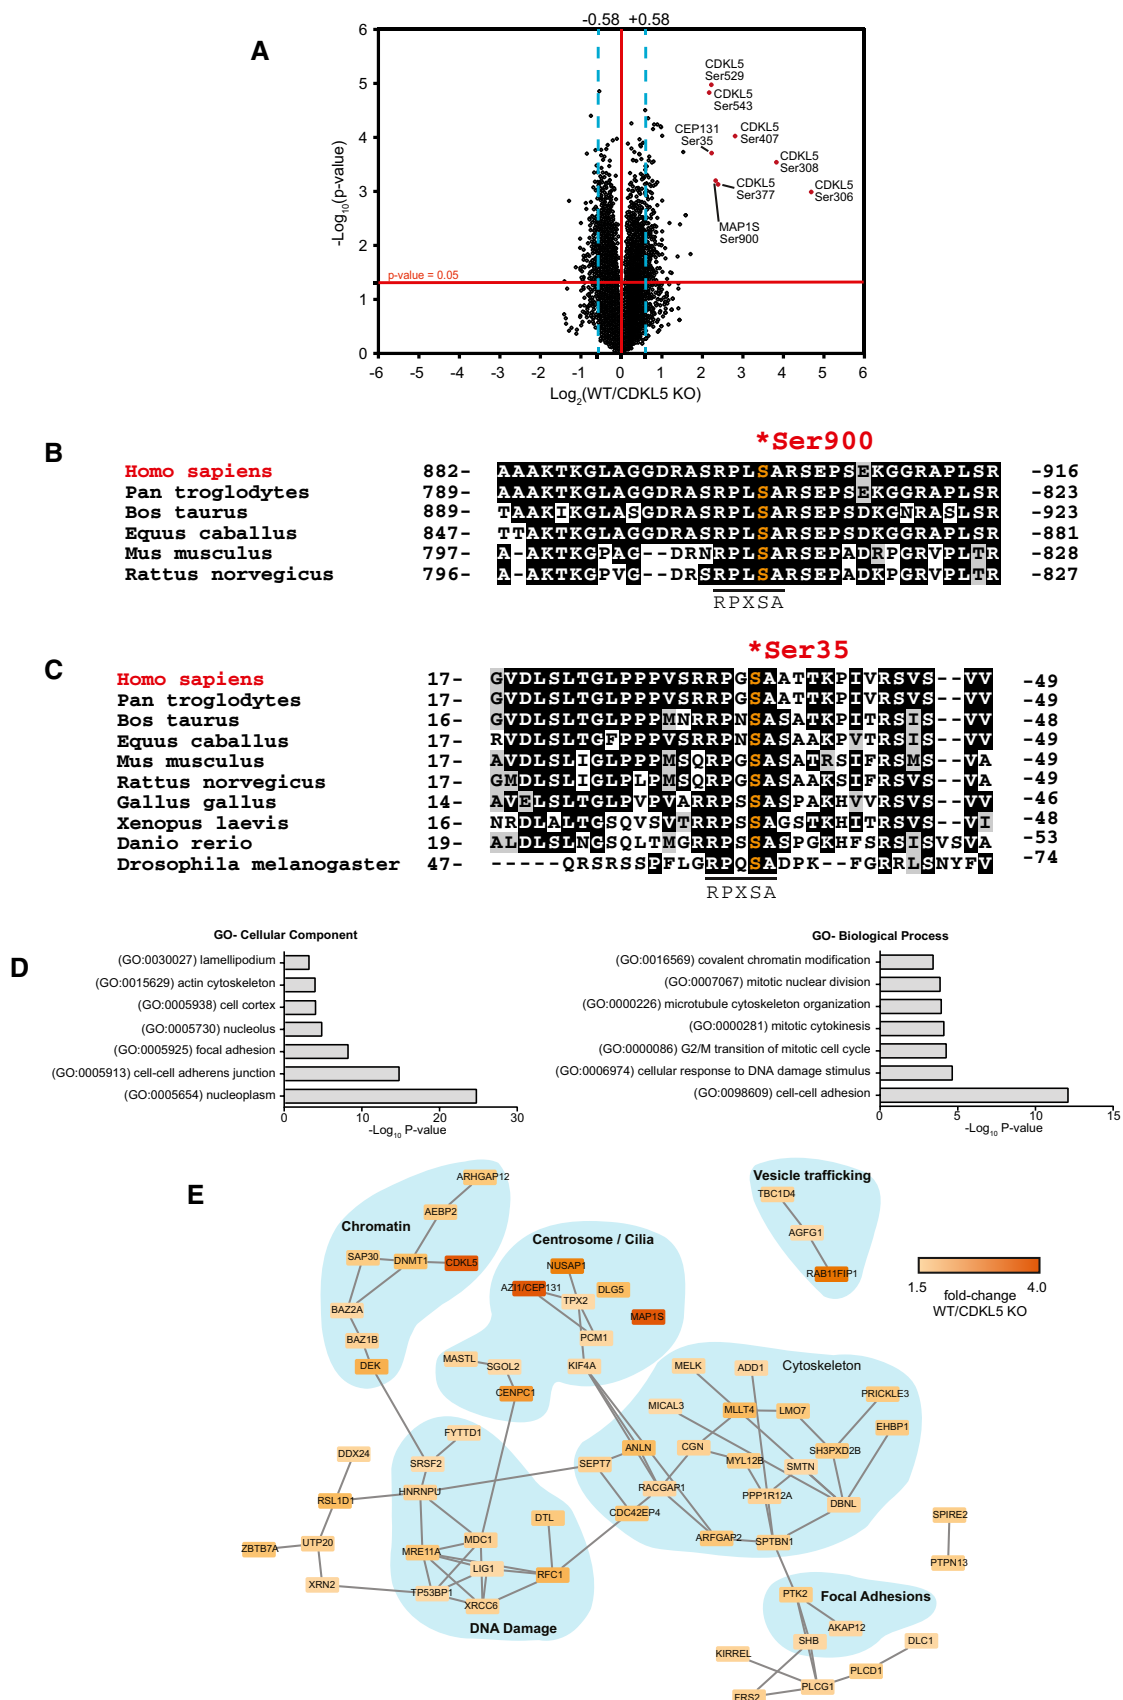 A
-0.58 +0.58
6
5
4
3
2
1
0
-Log10(p-value)
CDKL5
Ser529
CDKL5
Ser543
CEP131
Ser35
CDKL5
Ser407
CDKL5
Ser308
CDKL5
Ser377
CDKL5
Ser306
MAP1S
Ser900
p-value = 0.05
-6 -5 -4 -3 -2 -1 0 1 2 3 4 5 6
Log2(WT/CDKL5 KO)
B
*Ser900
Homo sapiens 882- AAAKTKGLAGGDRASRPLSARSEPSEKGGRAPLSR -916
Pan troglodytes 789- AAAKTKGLAGGDRASRPLSARSEPSEKGGRAPLSR -823
Bos taurus 889- TAAKIKGLASGDRASRPLSARSEPSDKGNRASLSR -923
Equus caballus 847- TTAKTKGLAGGDRASRPLSARSEPSDKGGRAPLSR -881
Mus musculus 797- A-AKTKGPAG--DRNRPLSARSEPADRPGRVPLTR -828
Rattus norvegicus 796- A-AKTKGPVG--DRSRPLSARSEPADKPGRVPLTR -827
RPXSA
C
*Ser35
Homo sapiens 17- GVDLSLTGLPPPVSRRPGSAATTKPIVRSVS--VV -49
Pan troglodytes 17- GVDLSLTGLPPPVSRRPGSAATTKPIVRSVS--VV -49
Bos taurus 16- GVDLSLTGLPPPMNRRPNSASATKPITRSIS--VV -48
Equus caballus 17- RVDLSLTGFPPPVSRRPNSASAAKPVTRSIS--VV -49
Mus musculus 17- AVDLSLIGLPPPMSQRPGSASATRSIFRSMS--VA -49
Rattus norvegicus 17- GMDLSLIGLPLPMSQRPGSASAAKSIFRSVS--VA -49
Gallus gallus 14- AVELSLTGLPVPVARRPSSASPAKHVVRSVS--VV -46
Xenopus laevis 16- NRDLALTGSQVSVTRRPSSAGSTKHITRSVS--VI -48
Danio rerio 19- ALDLSLNGSQLTMGRRPSSASPGKHFSRSISVSVA -53
Drosophila melanogaster 47- -----QRSRSSPFLGRPQSADPK--FGRRLSNYFV -74
RPXSA
D
GO- Cellular Component
(GO:0030027) lamellipodium
(GO:0015629) actin cytoskeleton
(GO:0005938) cell cortex
(GO:0005730) nucleolus
(GO:0005925) focal adhesion
(GO:0005913) cell-cell adherens junction
(GO:0005654) nucleoplasm
0 10 20 30
-Log10 P-value
GO- Biological Process
(GO:0016569) covalent chromatin modification
(GO:0007067) mitotic nuclear division
(GO:0000226) microtubule cytoskeleton organization
(GO:0000281) mitotic cytokinesis
(GO:0000086) G2/M transition of mitotic cell cycle
(GO:0006974) cellular response to DNA damage stimulus
(GO:0098609) cell-cell adhesion
0 5 10 15
-Log10 P-value
E
Chromatin
ARHGAP12
AEBP2
SAP30
DNMT1
CDKL5
BAZ2A
BAZ1B
DEK
Centrosome / Cilia
NUSAP1
AZI1/CEP131
TPX2
DLG5
MAP1S
PCM1
KIF4A
MASTL
SGOL2
CENPC1
Vesicle trafficking
TBC1D4
AGFG1
RAB11FIP1
1.5 4.0
fold-change
WT/CDKL5 KO
Cytoskeleton
MELK
ADD1
MICAL3
MLLT4
LMO7
PRICKLE3
EHBP1
ANLN
CGN
MYL12B
SH3PXD2B
SMTN
SEPT7
RACGAP1
PPP1R12A
DBNL
CDC42EP4
ARFGAP2
SPTBN1
FYTTD1
SRSF2
HNRNPU
DDX24
RSL1D1
ZBTB7A
UTP20
XRN2
DTL
MDC1
MRE11A
LIG1
RFC1
TP53BP1
XRCC6
DNA Damage
SPIRE2
PTPN13
Focal Adhesions
PTK2
AKAP12
SHB
KIRREL
DLC1
PLCD1
PLCG1
FRS2